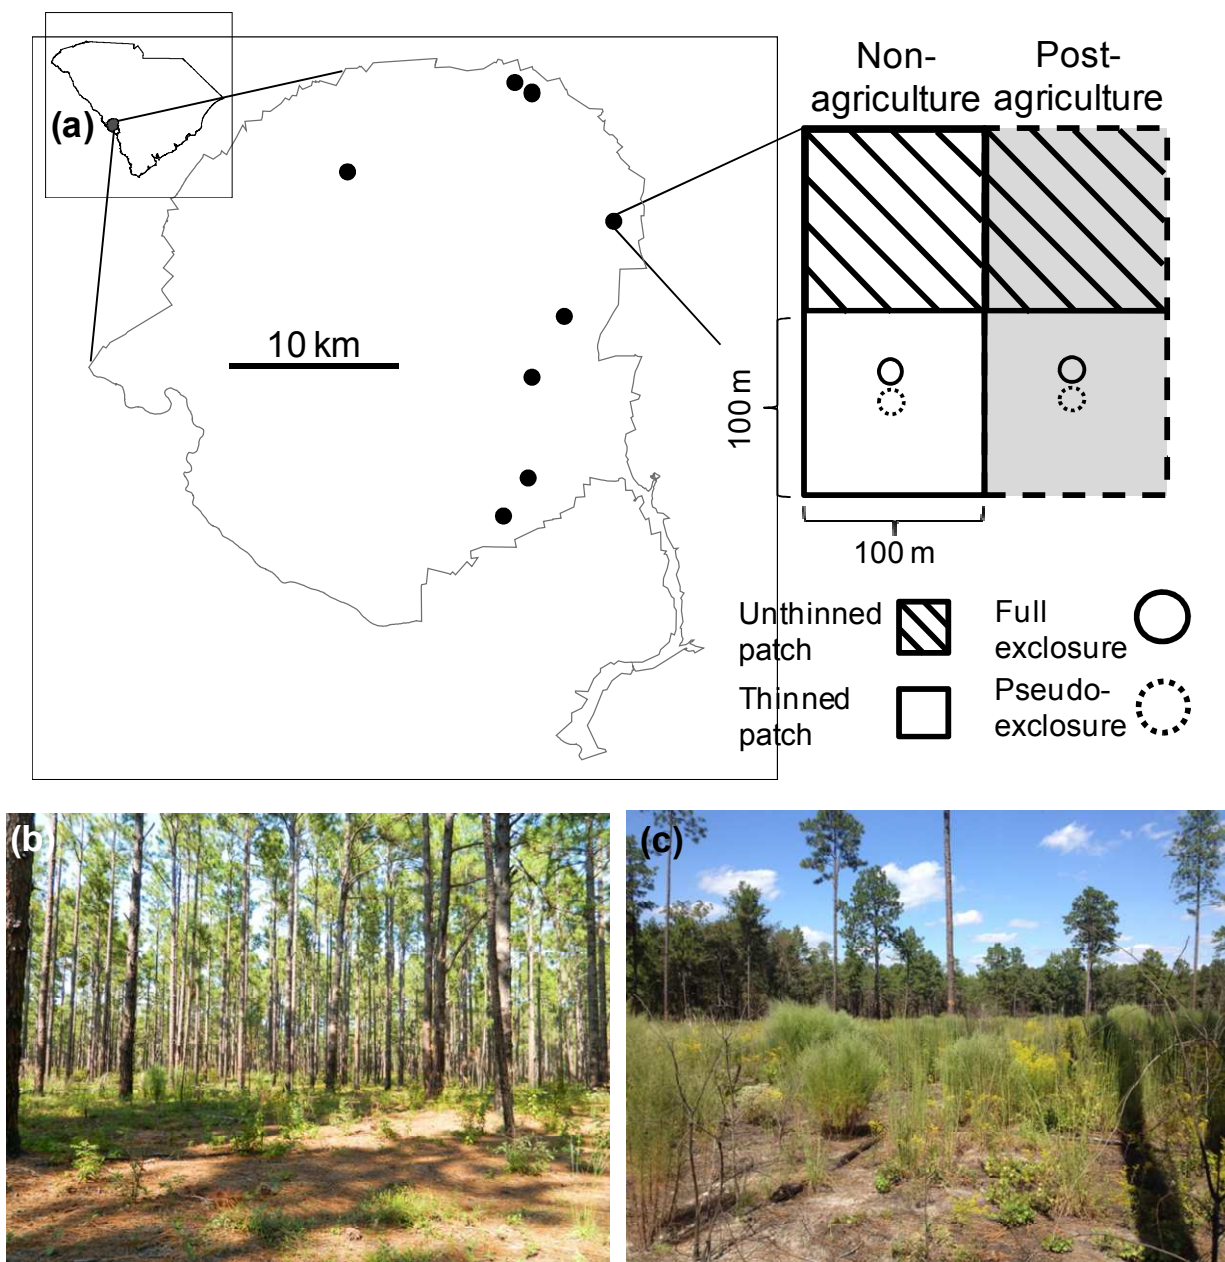 (a)
10 km
Non-
agriculture
Post-
agriculture
100 m
100 m
Unthinned
patch
Thinned
patch
Full
exclosure
Pseudo-
exclosure
(b)
(c)